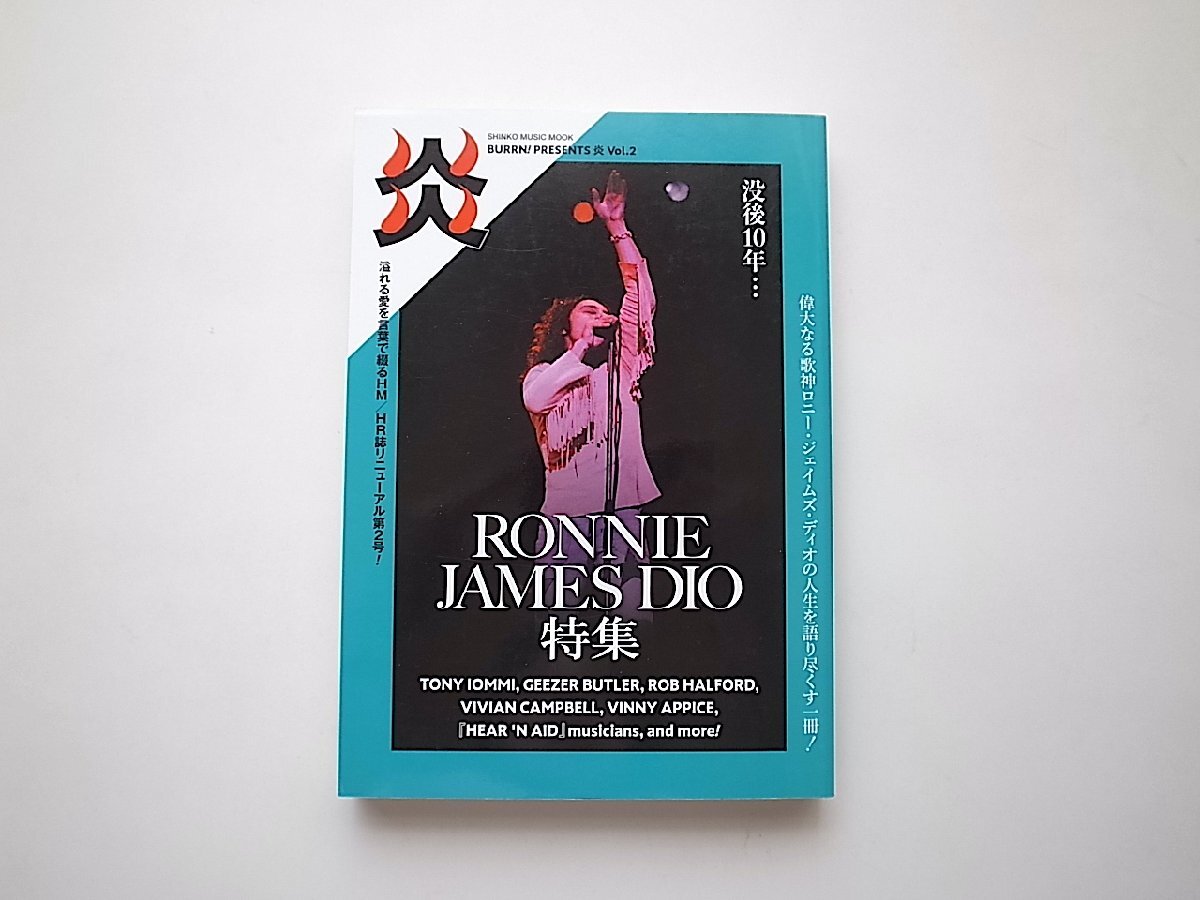 SHINKO MUSIC MOOK
BURRN! PRESENTS 炎 Vol.2
炎
溢れる愛を言葉で綴るHM/HR誌リニューアル第2号!
没後10年…
偉大なる歌神ロニー・ジェイムズ・ディオの人生を語り尽くす一冊!
RONNIE
JAMES DIO
特集
TONY IOMMI, GEEZER BUTLER, ROB HALFORD,
VIVIAN CAMPBELL, VINNY APPICE,
『HEAR 'N AID』musicians, and more!